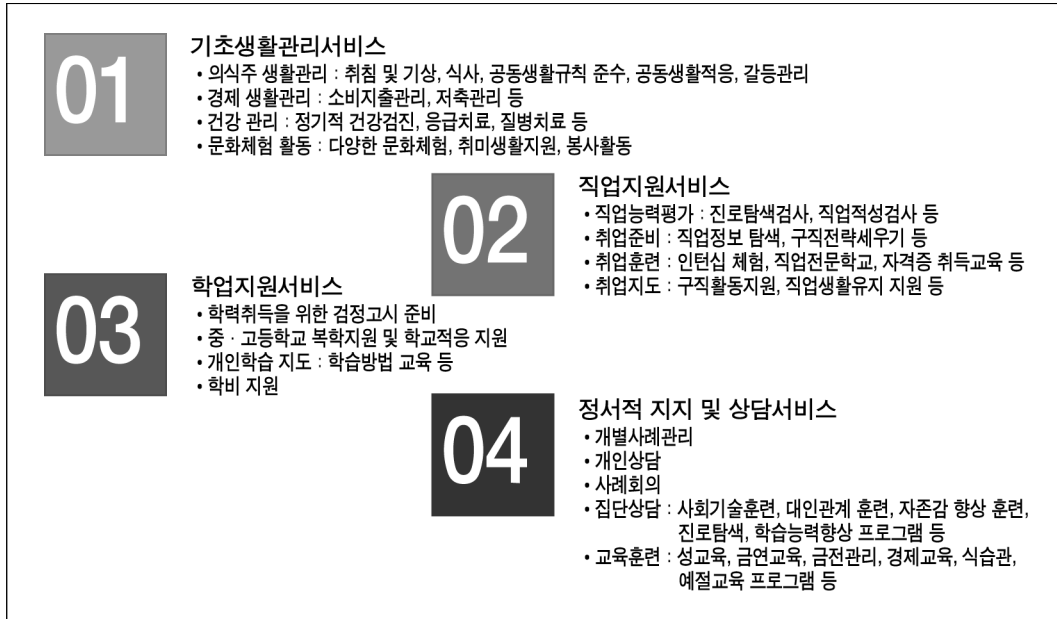 01
기초생활관리서비스
• 의식주 생활관리 : 취침 및 기상, 식사, 공동생활규칙 준수, 공동생활적응, 갈등관리
• 경제 생활관리 : 소비지출관리, 저축관리 등
• 건강 관리 : 정기적 건강검진, 응급치료, 질병치료 등
• 문화체험 활동 : 다양한 문화체험, 취미생활지원, 봉사활동
02
직업지원서비스
• 직업능력평가 : 진로탐색검사, 직업적성검사 등
• 취업준비 : 직업정보 탐색, 구직전략세우기 등
• 취업훈련 : 인턴십 체험, 직업전문학교, 자격증 취득교육 등
• 취업지도 : 구직활동지원, 직업생활유지 지원 등
03
학업지원서비스
• 학력취득을 위한 검정고시 준비
• 중 · 고등학교 복학지원 및 학교적응 지원
• 개인학습 지도 : 학습방법 교육 등
• 학비 지원
04
정서적 지지 및 상담서비스
• 개별사례관리
• 개인상담
• 사례회의
• 집단상담 : 사회기술훈련, 대인관계 훈련, 자존감 향상 훈련,
진로탐색, 학습능력향상 프로그램 등
• 교육훈련 : 성교육, 금연교육, 금전관리, 경제교육, 식습관,
예절교육 프로그램 등